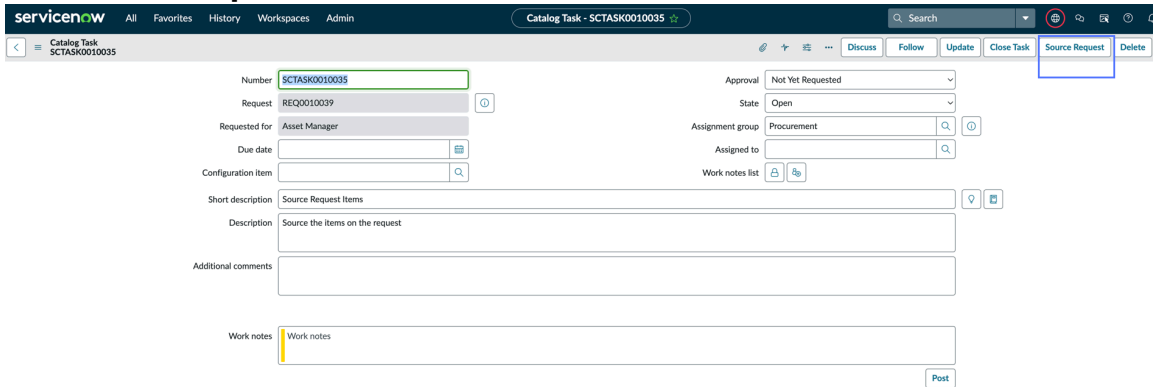 servicenow All Favorites History Workspaces Admin Catalog Task - SCTASK0010035 Search
Catalog Task
SCTASK0010035
Discuss Follow Update Close Task Source Request Delete
Number SCTASK0010035 Approval Not Yet Requested
Request REQ0010039 State Open
Requested for Asset Manager Assignment group Procurement
Due date Assigned to
Configuration item Work notes list
Short description Source Request Items
Description Source the items on the request
Additional comments
Work notes Work notes
Post